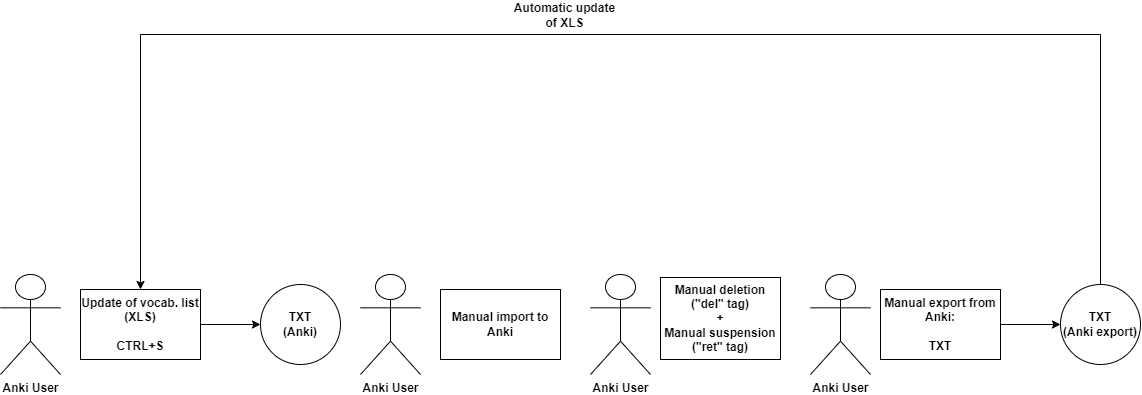 Automatic update
of XLS
Update of vocab. list
(XLS)
CTRL+S
TXT
(Anki)
Manual import to
Anki
Manual deletion
("del" tag)
+
Manual suspension
("ret" tag)
Manual export from
Anki:
TXT
TXT
(Anki export)
Anki User
Anki User
Anki User
Anki User